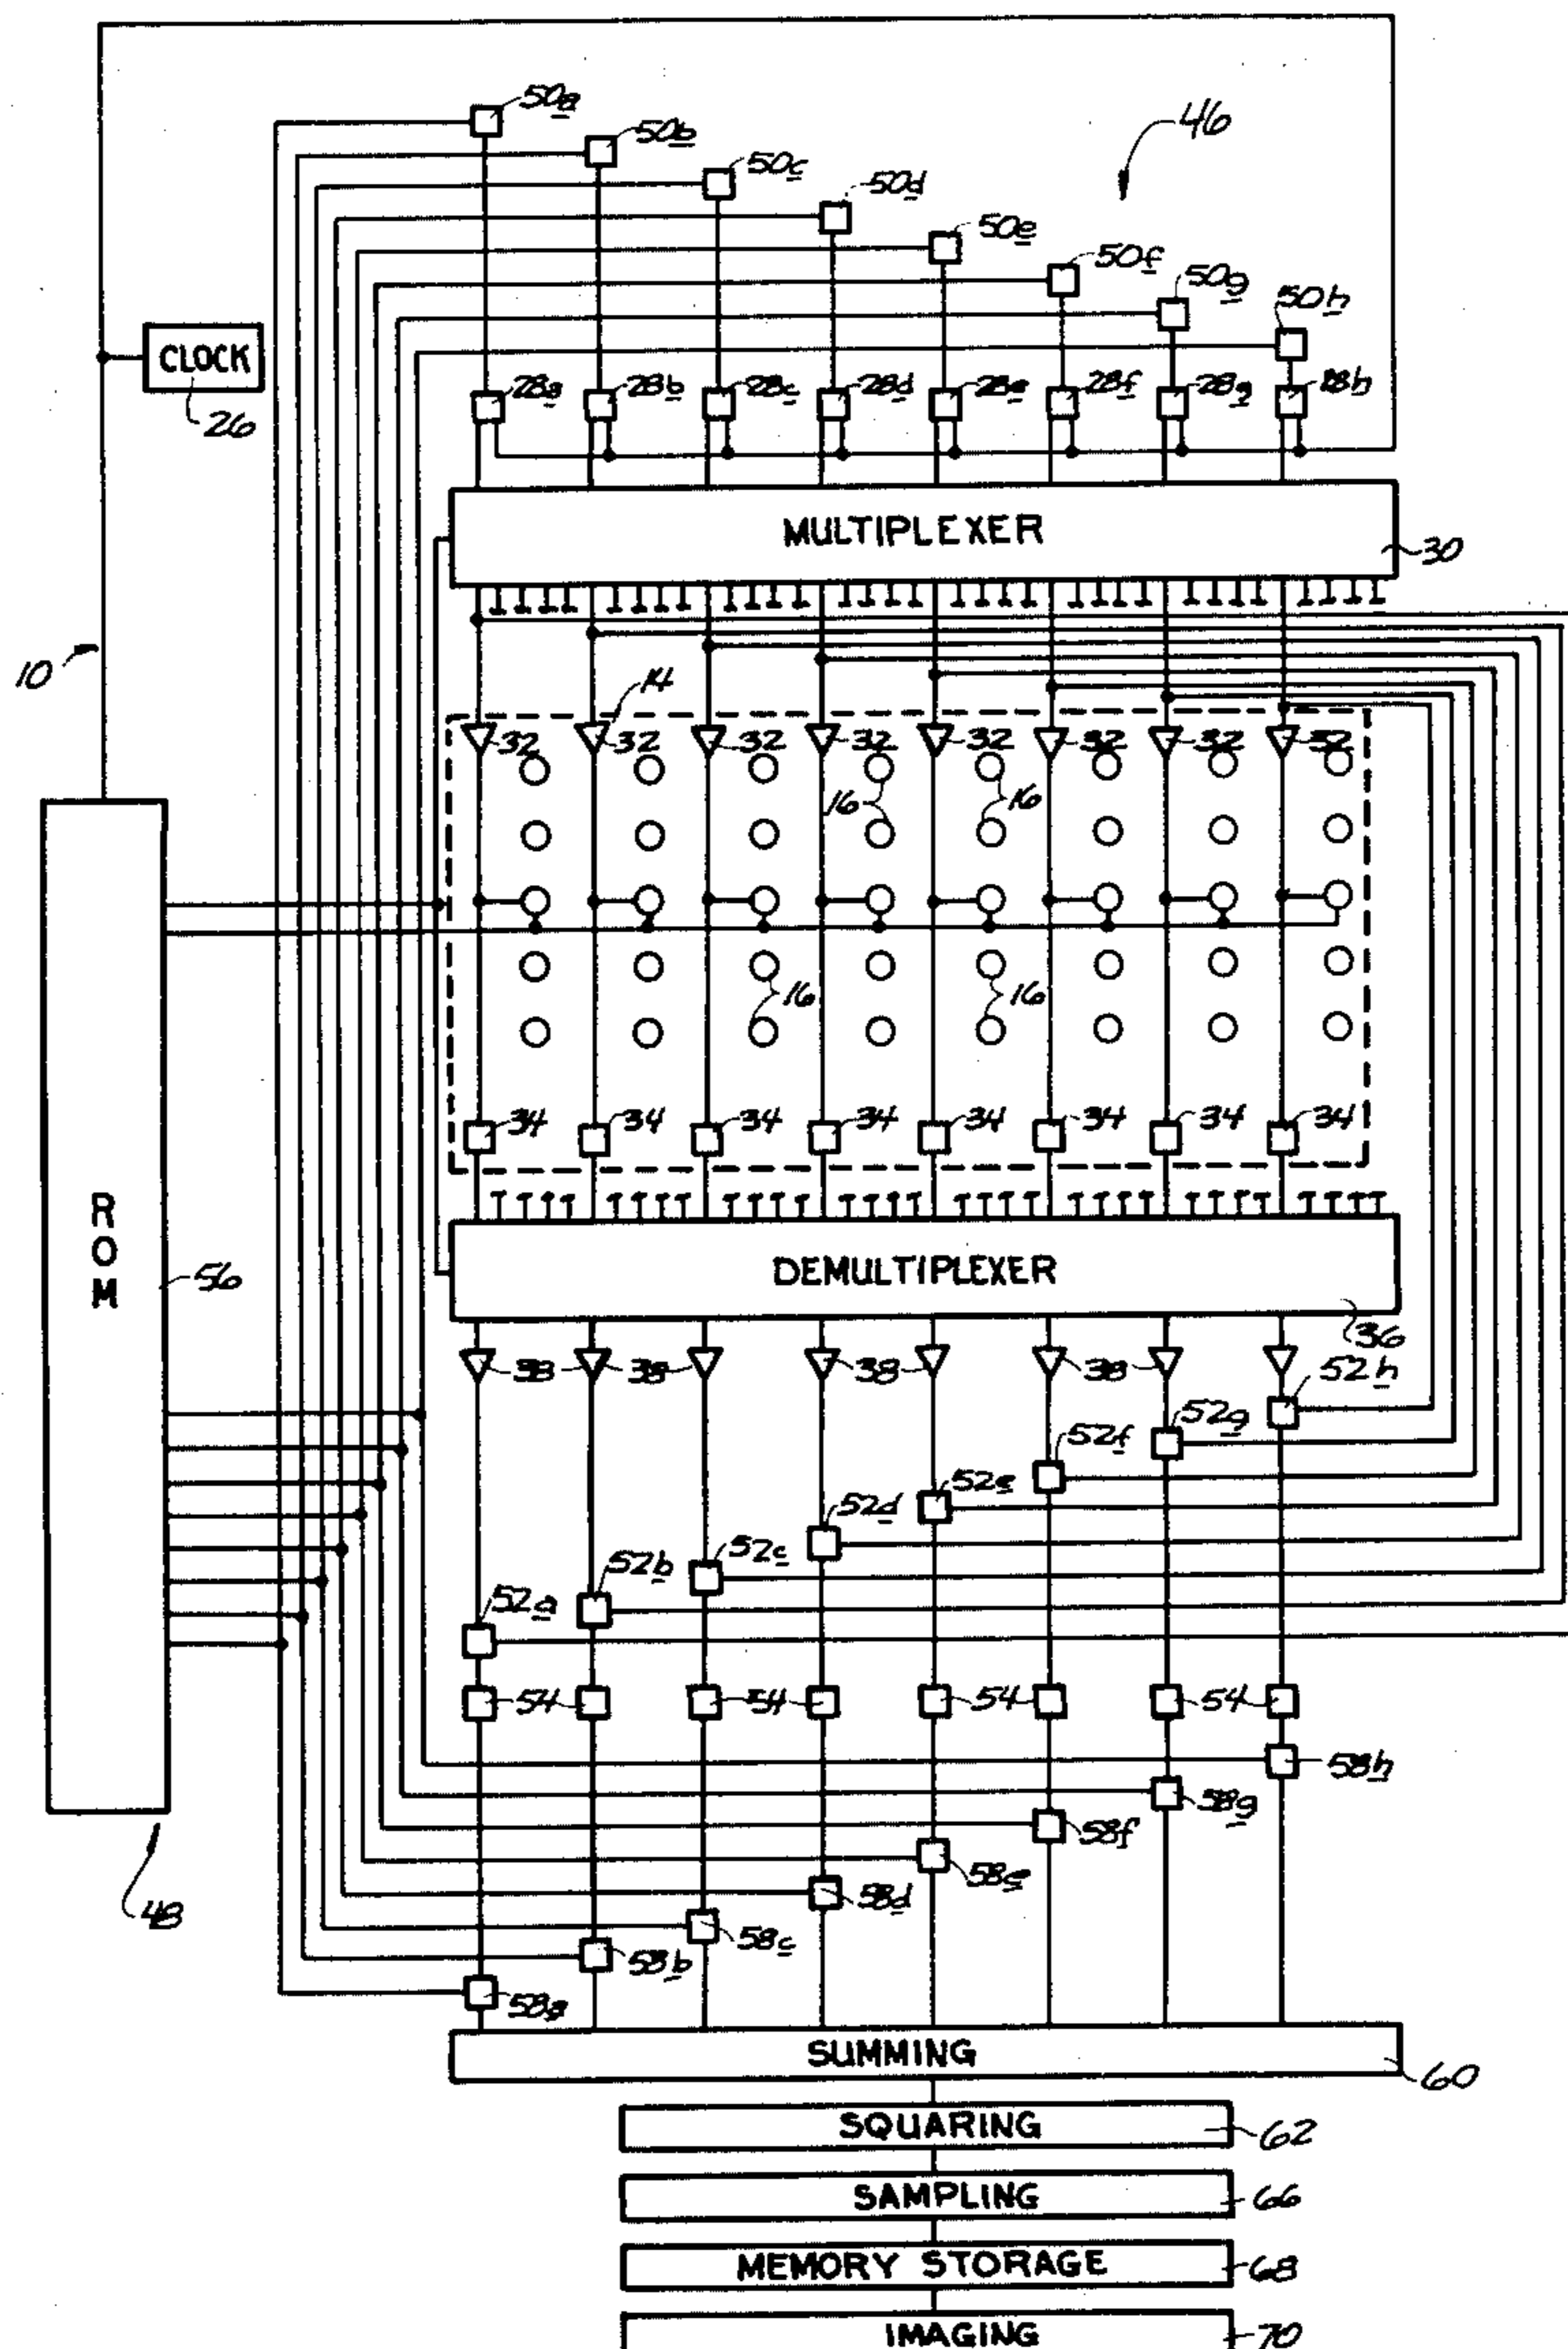 50a
50b
46
50c
50d
50e
50f
50g
50h
CLOCK
26
28a 28b 28c 28d 28e 28f 28g 28h
MULTIPLEXER
30
10
14
32 32 32 32 32 32 32 32
16 16
16 16
34 34 34 34 34 34 34 34
ROM
56
DEMULTIPLEXER
36
38 38 38 38
52h
52g
52f
52e
52d
52c
52b
52a
54 54 54 54
58h
58g
58f
58e
58d
48
58c
58b
58a
SUMMING
60
SQUARING
62
SAMPLING
66
MEMORY STORAGE
68
IMAGING
70